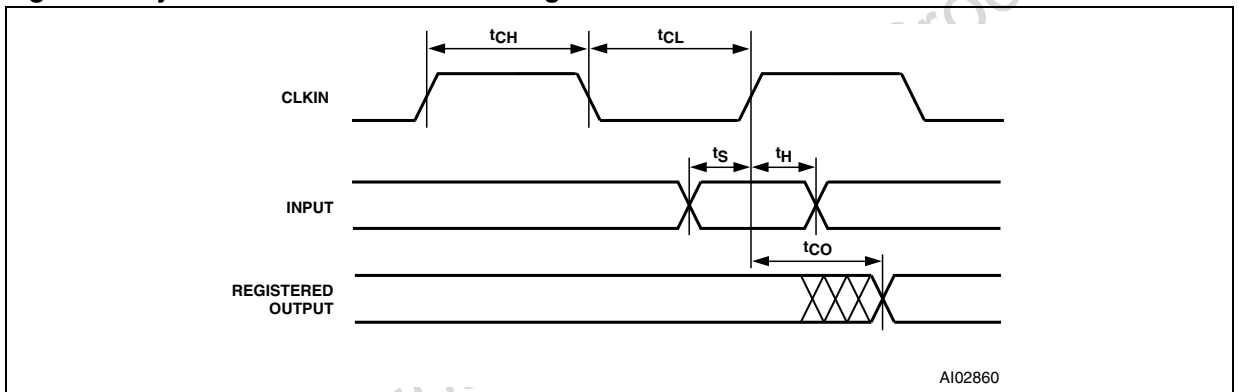 tCH
tCL
CLKIN
tS
tH
INPUT
tCO
REGISTERED
OUTPUT
AI02860